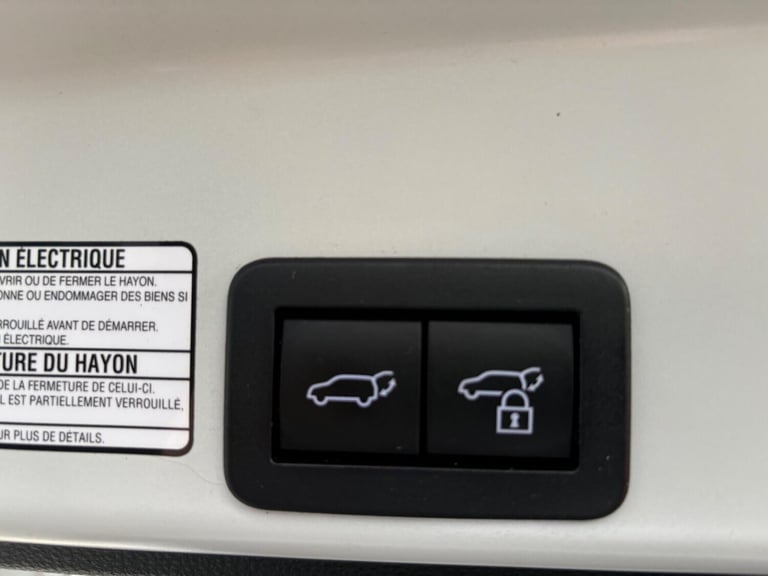 N ÉLECTRIQUE
VRIR OU DE FERMER LE HAYON.
ONNE OU ENDOMMAGER DES BIENS SI
RROUILLÉ AVANT DE DÉMARRER.
ÉLECTRIQUE.
TURE DU HAYON
DE LA FERMETURE DE CELUI-CI.
L EST PARTIELLEMENT VERROUILLÉ,
UR PLUS DE DÉTAILS.